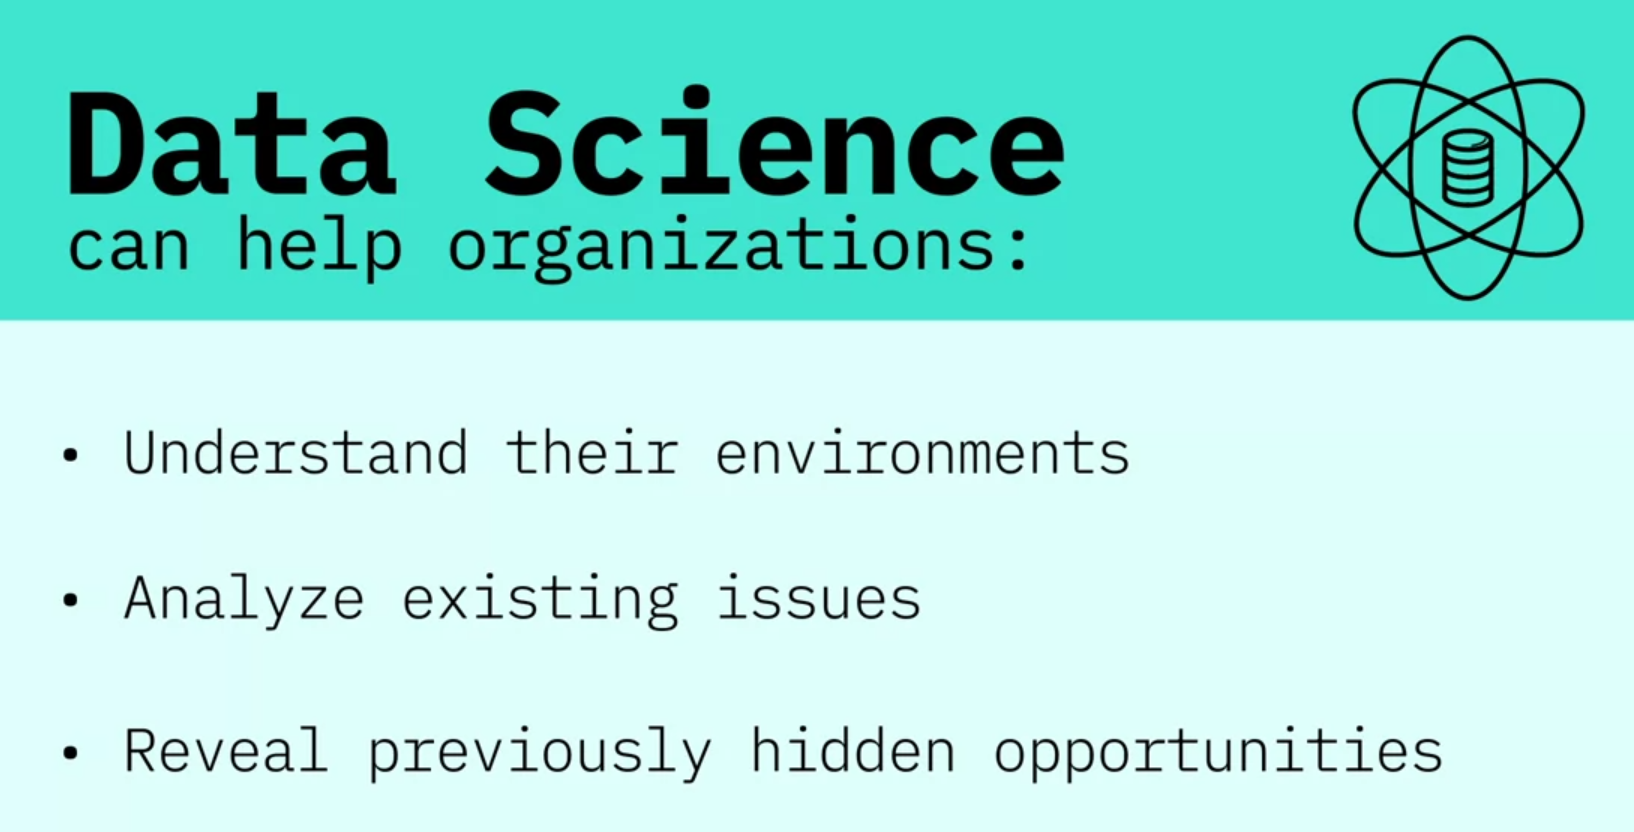 Data Science
can help organizations:
• Understand their environments
• Analyze existing issues
• Reveal previously hidden opportunities